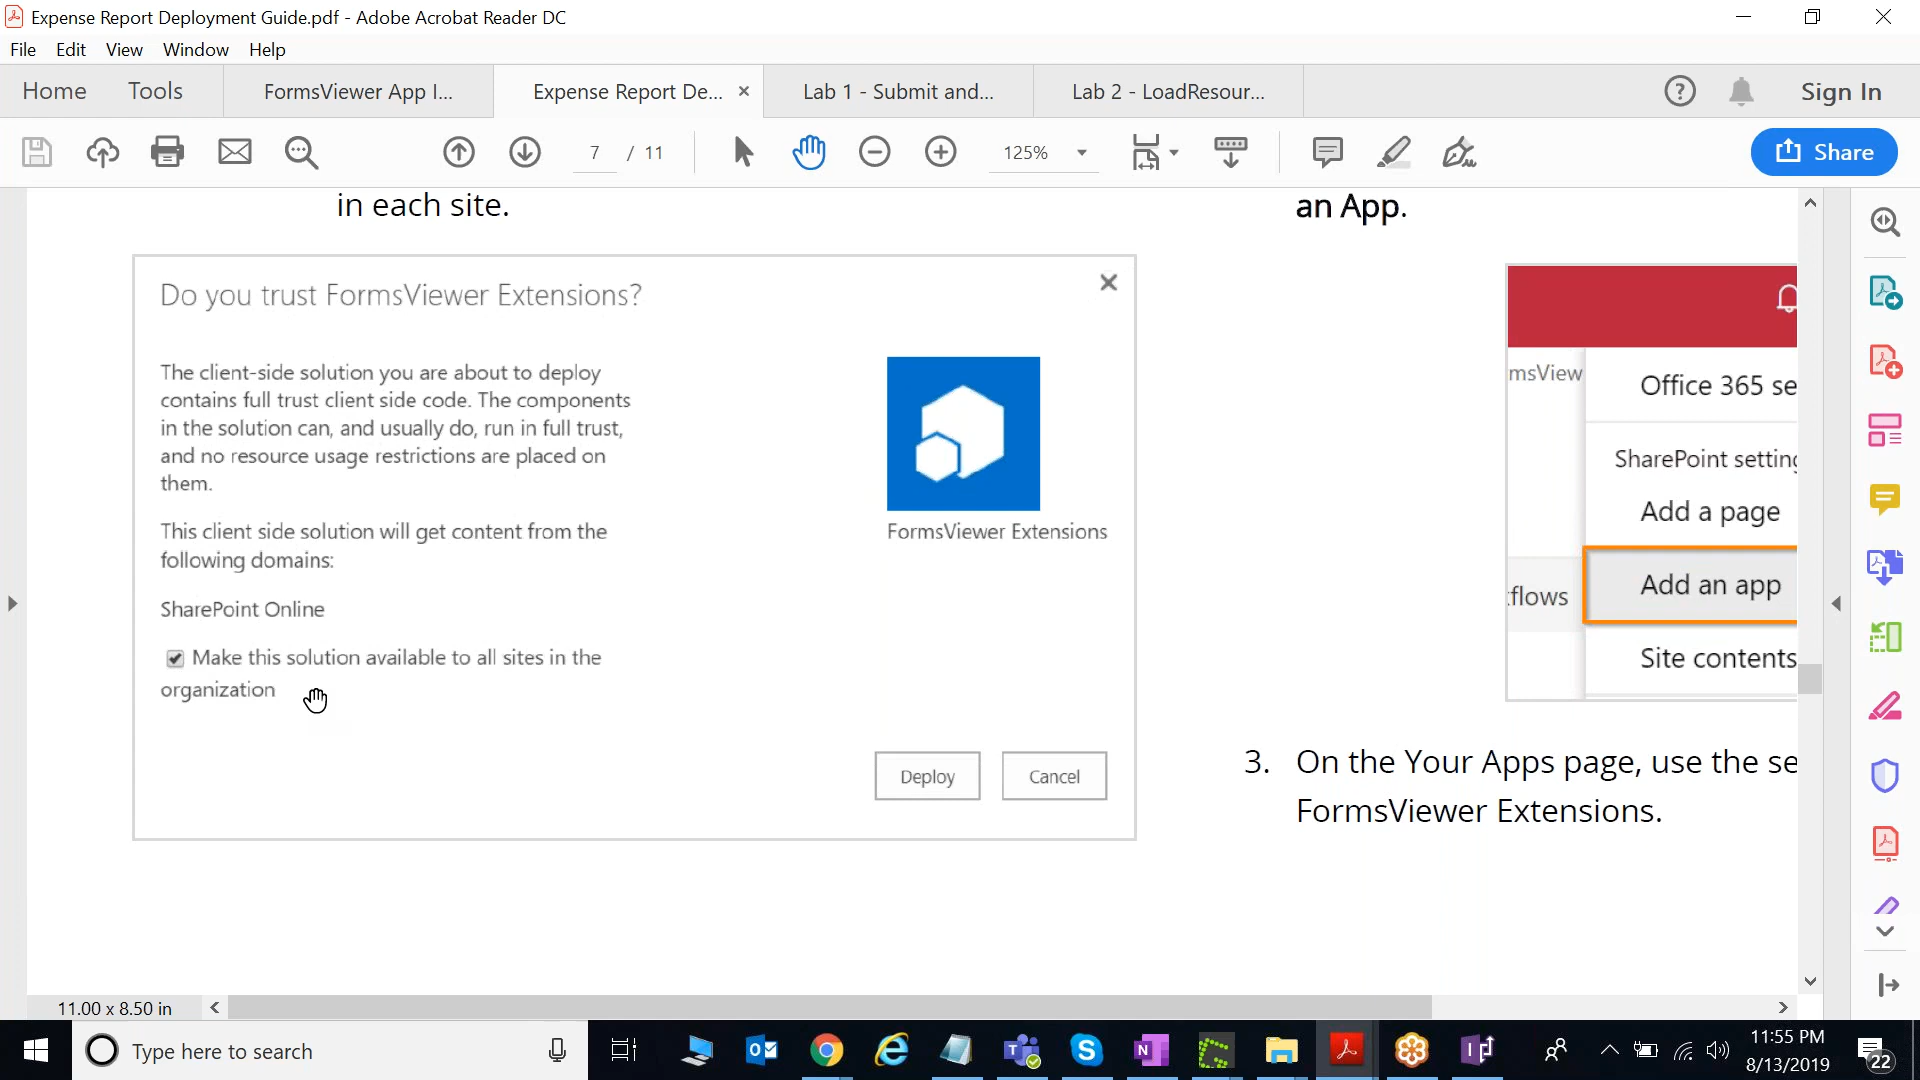 Expense Report Deployment Guide.pdf - Adobe Acrobat Reader DC
File Edit View Window Help
Home Tools FormsViewer App I... Expense Report De... × Lab 1 - Submit and... Lab 2 - LoadResour... Sign In
7 / 11 125% Share
in each site.
Do you trust FormsViewer Extensions?
The client-side solution you are about to deploy
contains full trust client side code. The components
in the solution can, and usually do, run in full trust,
and no resource usage restrictions are placed on
them.
This client side solution will get content from the
following domains:
SharePoint Online
Make this solution available to all sites in the
organization
FormsViewer Extensions
Deploy Cancel
an App.
msView
Office 365 se
SharePoint setting
Add a page
Add an app
flows
Site contents
3. On the Your Apps page, use the se
FormsViewer Extensions.
11.00 x 8.50 in
Type here to search
11:55 PM
8/13/2019
22